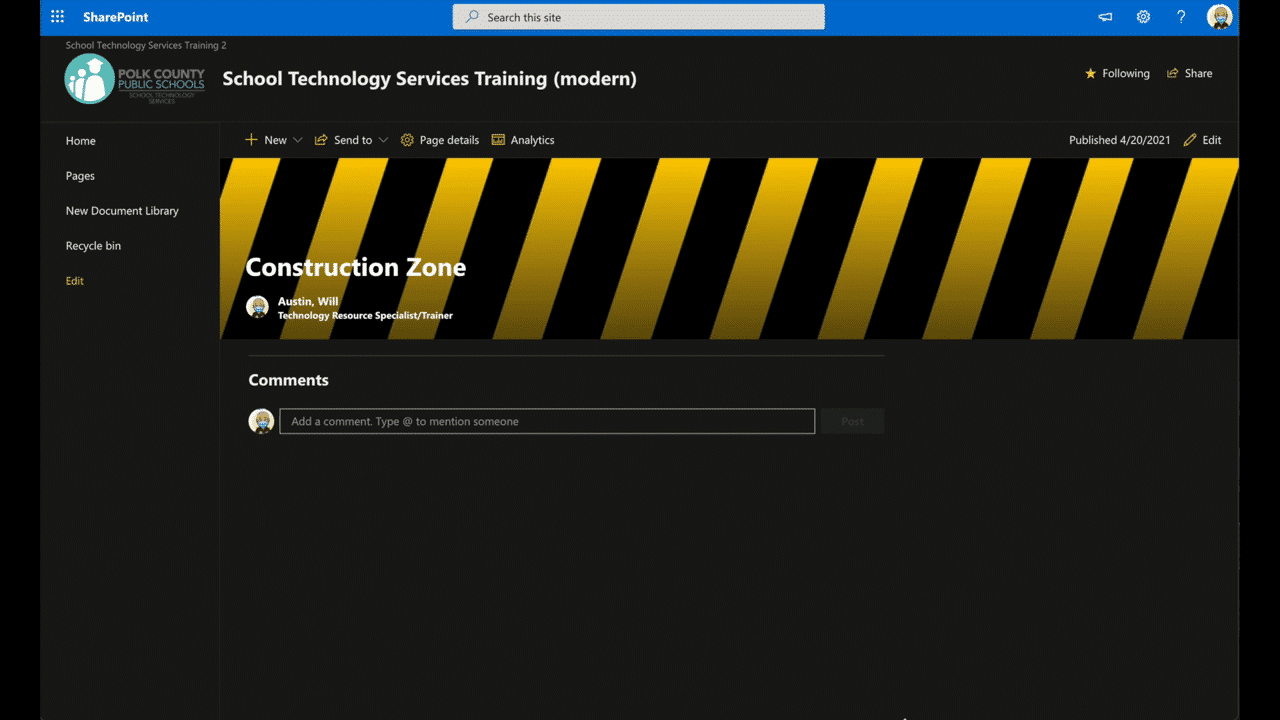 SharePoint
Search this site
?
School Technology Services Training 2
POLK COUNTY
PUBLIC SCHOOLS
SCHOOL TECHNOLOGY
SERVICES
School Technology Services Training (modern)
Following
Share
Home
Pages
New Document Library
Recycle bin
Edit
New
Send to
Page details
Analytics
Published 4/20/2021
Edit
Construction Zone
Austin, Will
Technology Resource Specialist/Trainer
Comments
Add a comment. Type @ to mention someone
Post